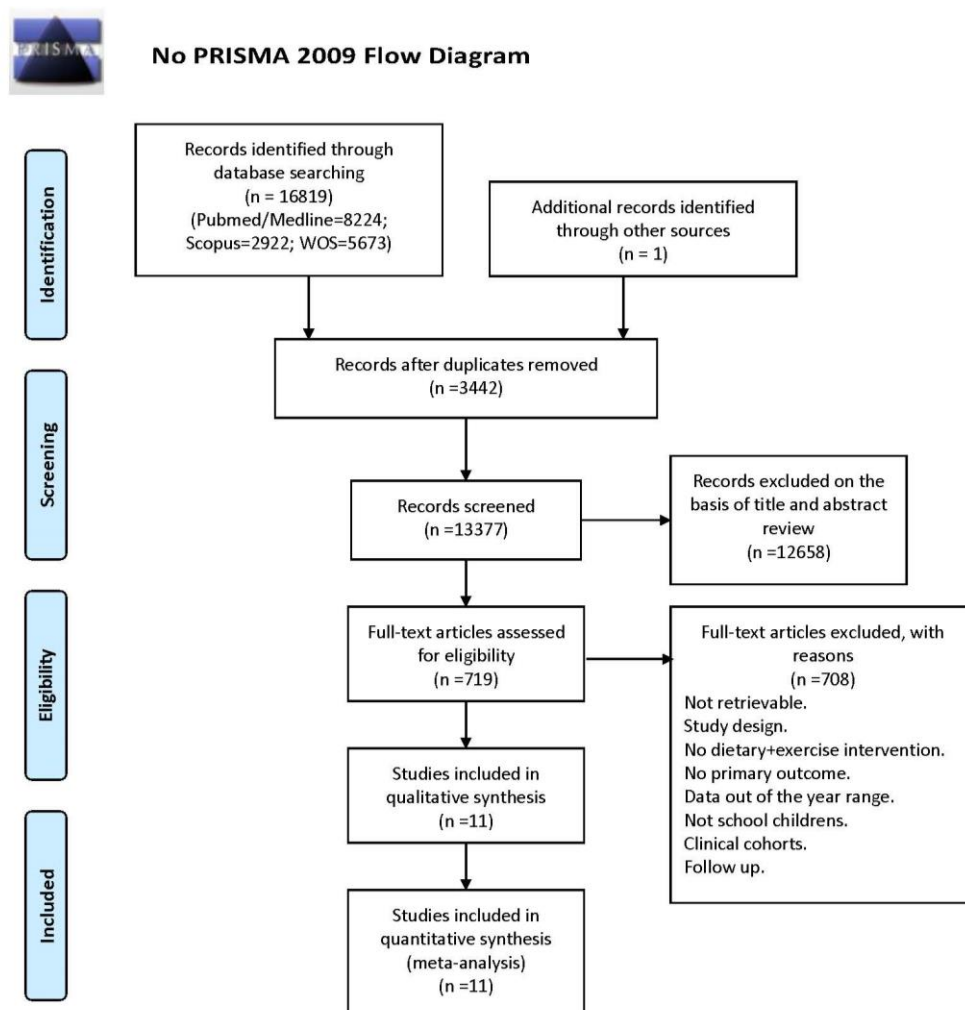 PRISMA
No PRISMA 2009 Flow Diagram
Identification
Records identified through
database searching
(n = 16819)
(Pubmed/Medline=8224;
Scopus=2922; WOS=5673)
Additional records identified
through other sources
(n = 1)
Records after duplicates removed
(n =3442)
Screening
Records screened
(n =13377)
Records excluded on the
basis of title and abstract
review
(n =12658)
Eligibility
Full-text articles assessed
for eligibility
(n =719)
Full-text articles excluded, with
reasons
(n =708)
Not retrievable.
Study design.
No dietary+exercise intervention.
No primary outcome.
Data out of the year range.
Not school childrens.
Clinical cohorts.
Follow up.
Studies included in
qualitative synthesis
(n =11)
Included
Studies included in
quantitative synthesis
(meta-analysis)
(n =11)